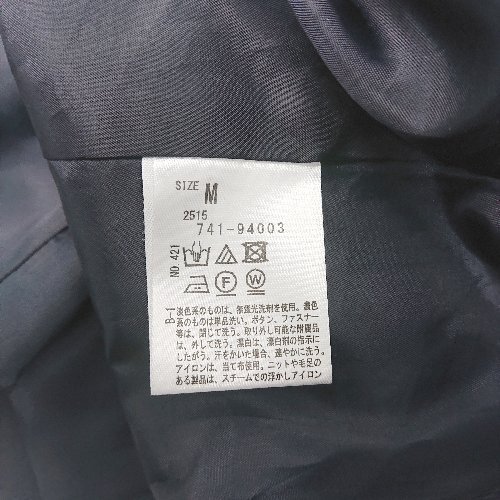 SIZE M
2515
741-94003
NO 421
F W
B-1
淡色系のものは、無蛍光洗剤を使用。濃色
系のものは単品洗い。ボタン、ファスナー
等は、閉じて洗う。取り外し可能な附属品
は、外して洗う。漂白は、漂白剤の指示に
したがう。汗をかいた場合、速やかに洗う。
アイロンは、当て布使用。ニットや毛足の
ある製品は、スチームでの浮かしアイロン